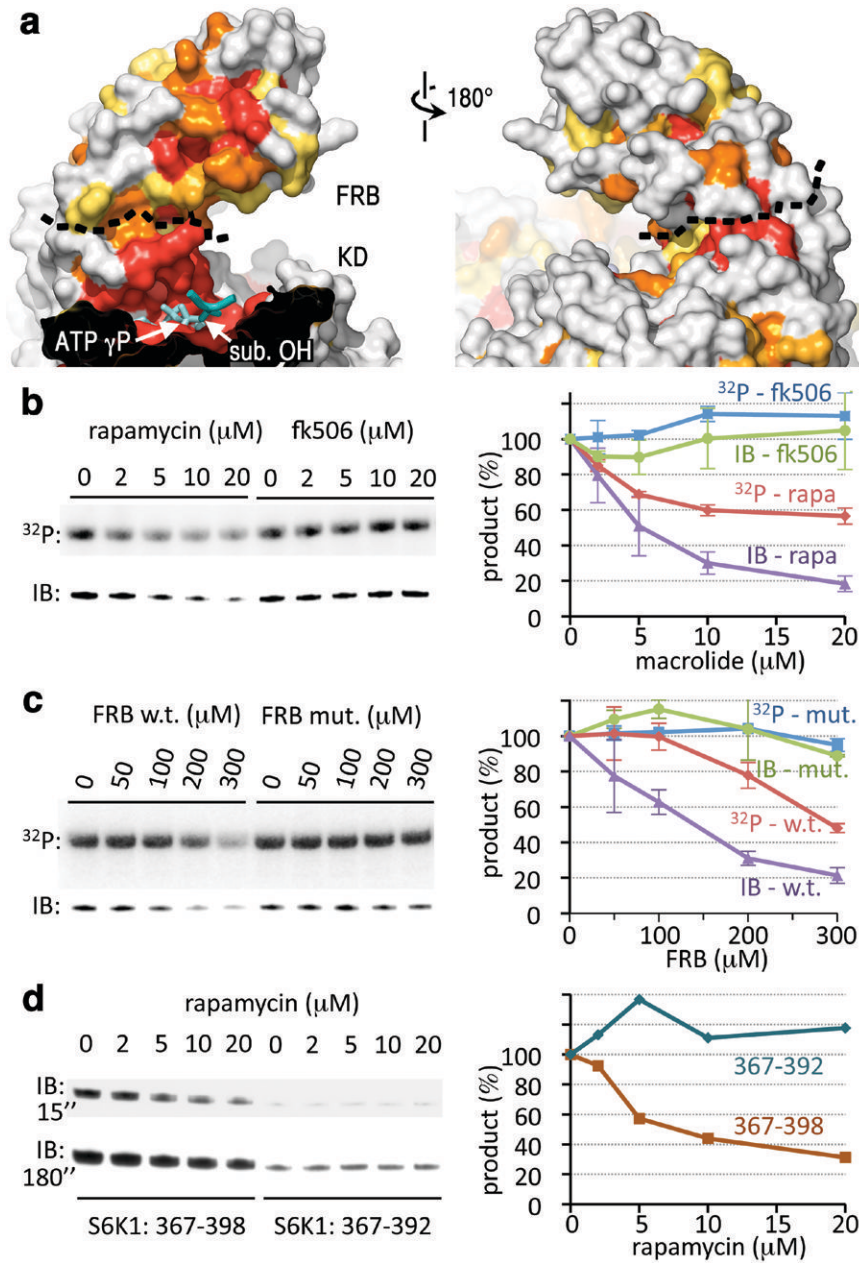 a
180°
FRB
KD
ATP γP
sub. OH
b
rapamycin (μM) fk506 (μM)
0 2 5 10 20 0 2 5 10 20
³²P:
IB:
product (%)
100
80
60
40
20
0
³²P - fk506
IB - fk506
³²P - rapa
IB - rapa
0 5 10 15 20
macrolide (μM)
c
FRB w.t. (μM) FRB mut. (μM)
0 50 100 200 300 0 50 100 200 300
³²P:
IB:
product (%)
100
80
60
40
20
0
³²P - mut.
IB - mut.
³²P - w.t.
IB - w.t.
0 100 200 300
FRB (μM)
d
rapamycin (μM)
0 2 5 10 20 0 2 5 10 20
IB:
15’’
IB:
180’’
S6K1: 367-398 S6K1: 367-392
product (%)
100
80
60
40
20
0
367-392
367-398
0 5 10 15 20
rapamycin (μM)